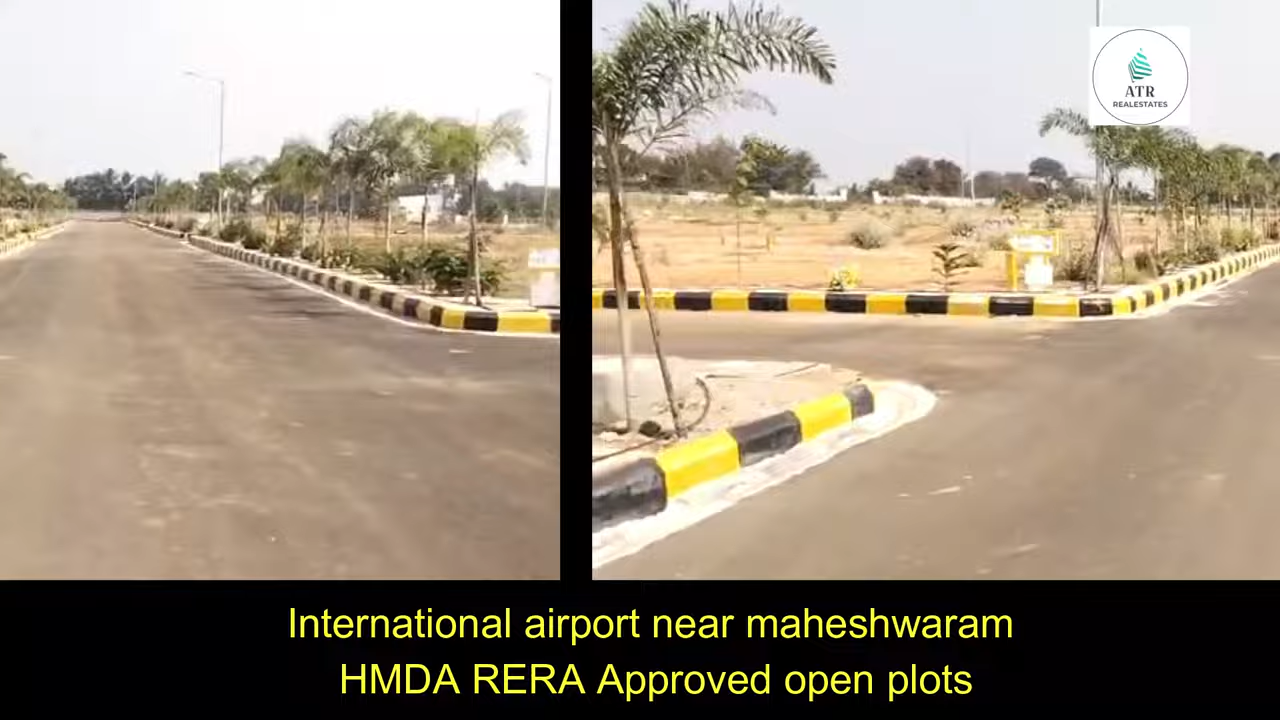 ATR
REALESTATES
International airport near maheshwaram
HMDA RERA Approved open plots